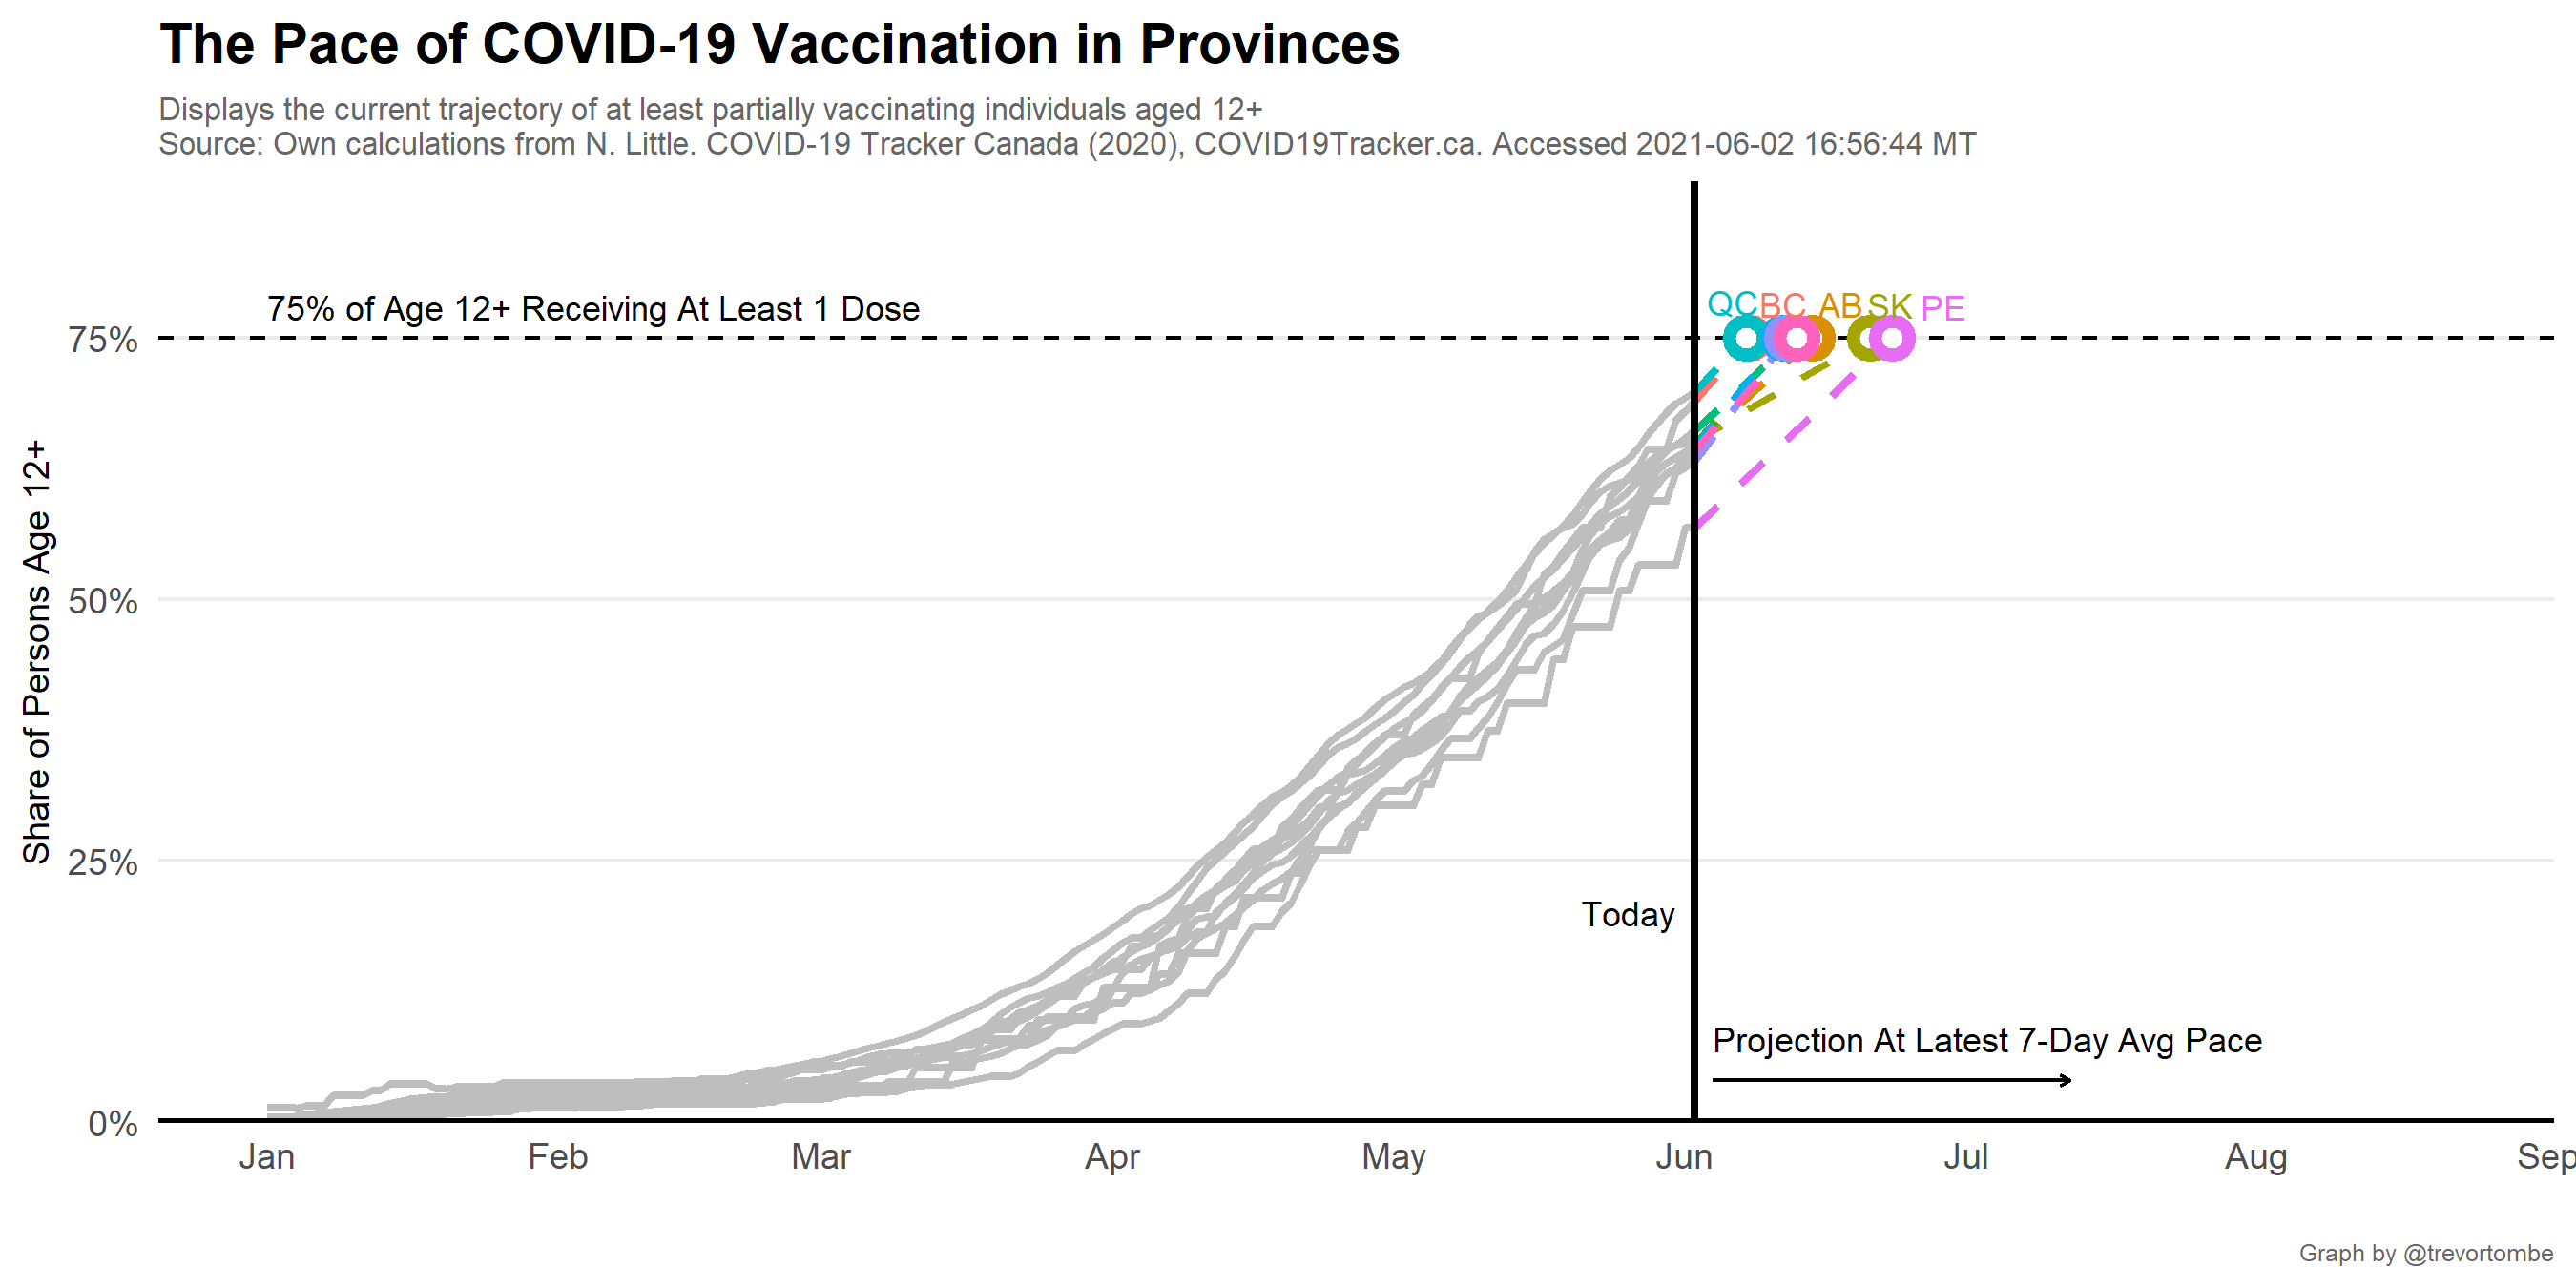 The Pace of COVID-19 Vaccination in Provinces
Displays the current trajectory of at least partially vaccinating individuals aged 12+
Source: Own calculations from N. Little. COVID-19 Tracker Canada (2020), COVID19Tracker.ca. Accessed 2021-06-02 16:56:44 MT
75% of Age 12+ Receiving At Least 1 Dose
QC BC AB SK PE
75%
50%
25%
0%
Share of Persons Age 12+
Today
Projection At Latest 7-Day Avg Pace
Jan Feb Mar Apr May Jun Jul Aug Sep
Graph by @trevortombe